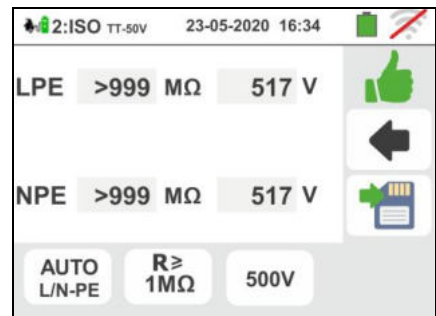 2:ISO TT-50V 23-05-2020 16:34
LPE >999 MΩ 517 V
NPE >999 MΩ 517 V
AUTO L/N-PE
R≥ 1MΩ
500V